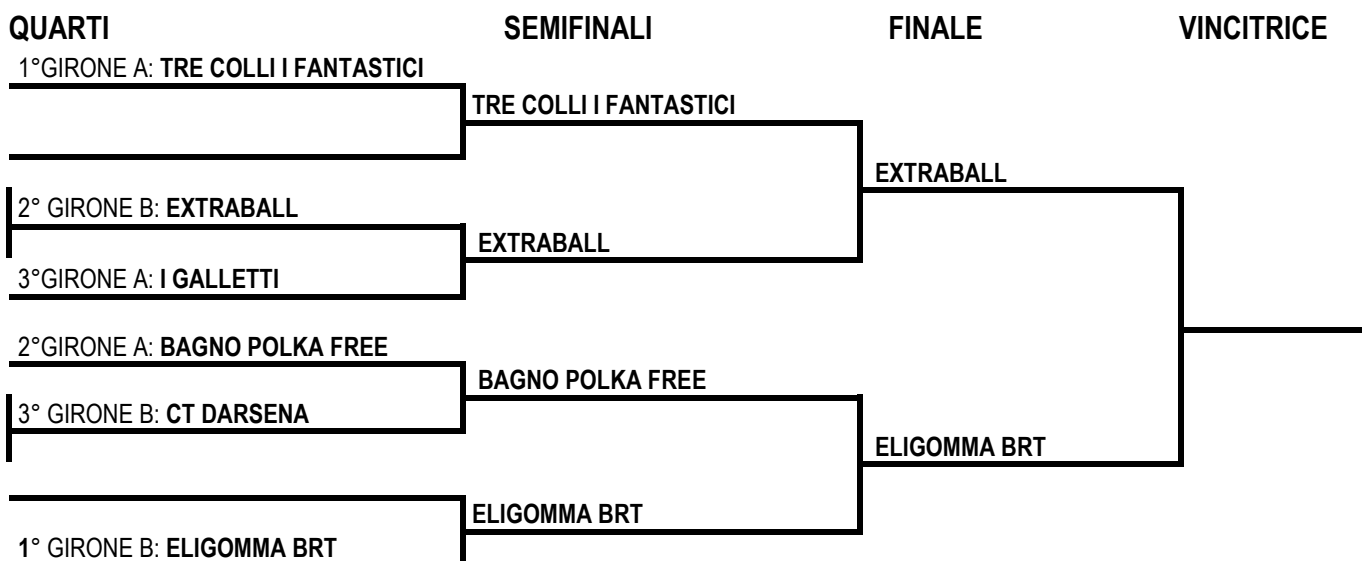 QUARTI SEMIFINALI FINALE VINCITRICE
1°GIRONE A: TRE COLLI I FANTASTICI
TRE COLLI I FANTASTICI
EXTRABALL
2° GIRONE B: EXTRABALL
EXTRABALL
3°GIRONE A: I GALLETTI
2°GIRONE A: BAGNO POLKA FREE
BAGNO POLKA FREE
3° GIRONE B: CT DARSENA
ELIGOMMA BRT
ELIGOMMA BRT
1° GIRONE B: ELIGOMMA BRT